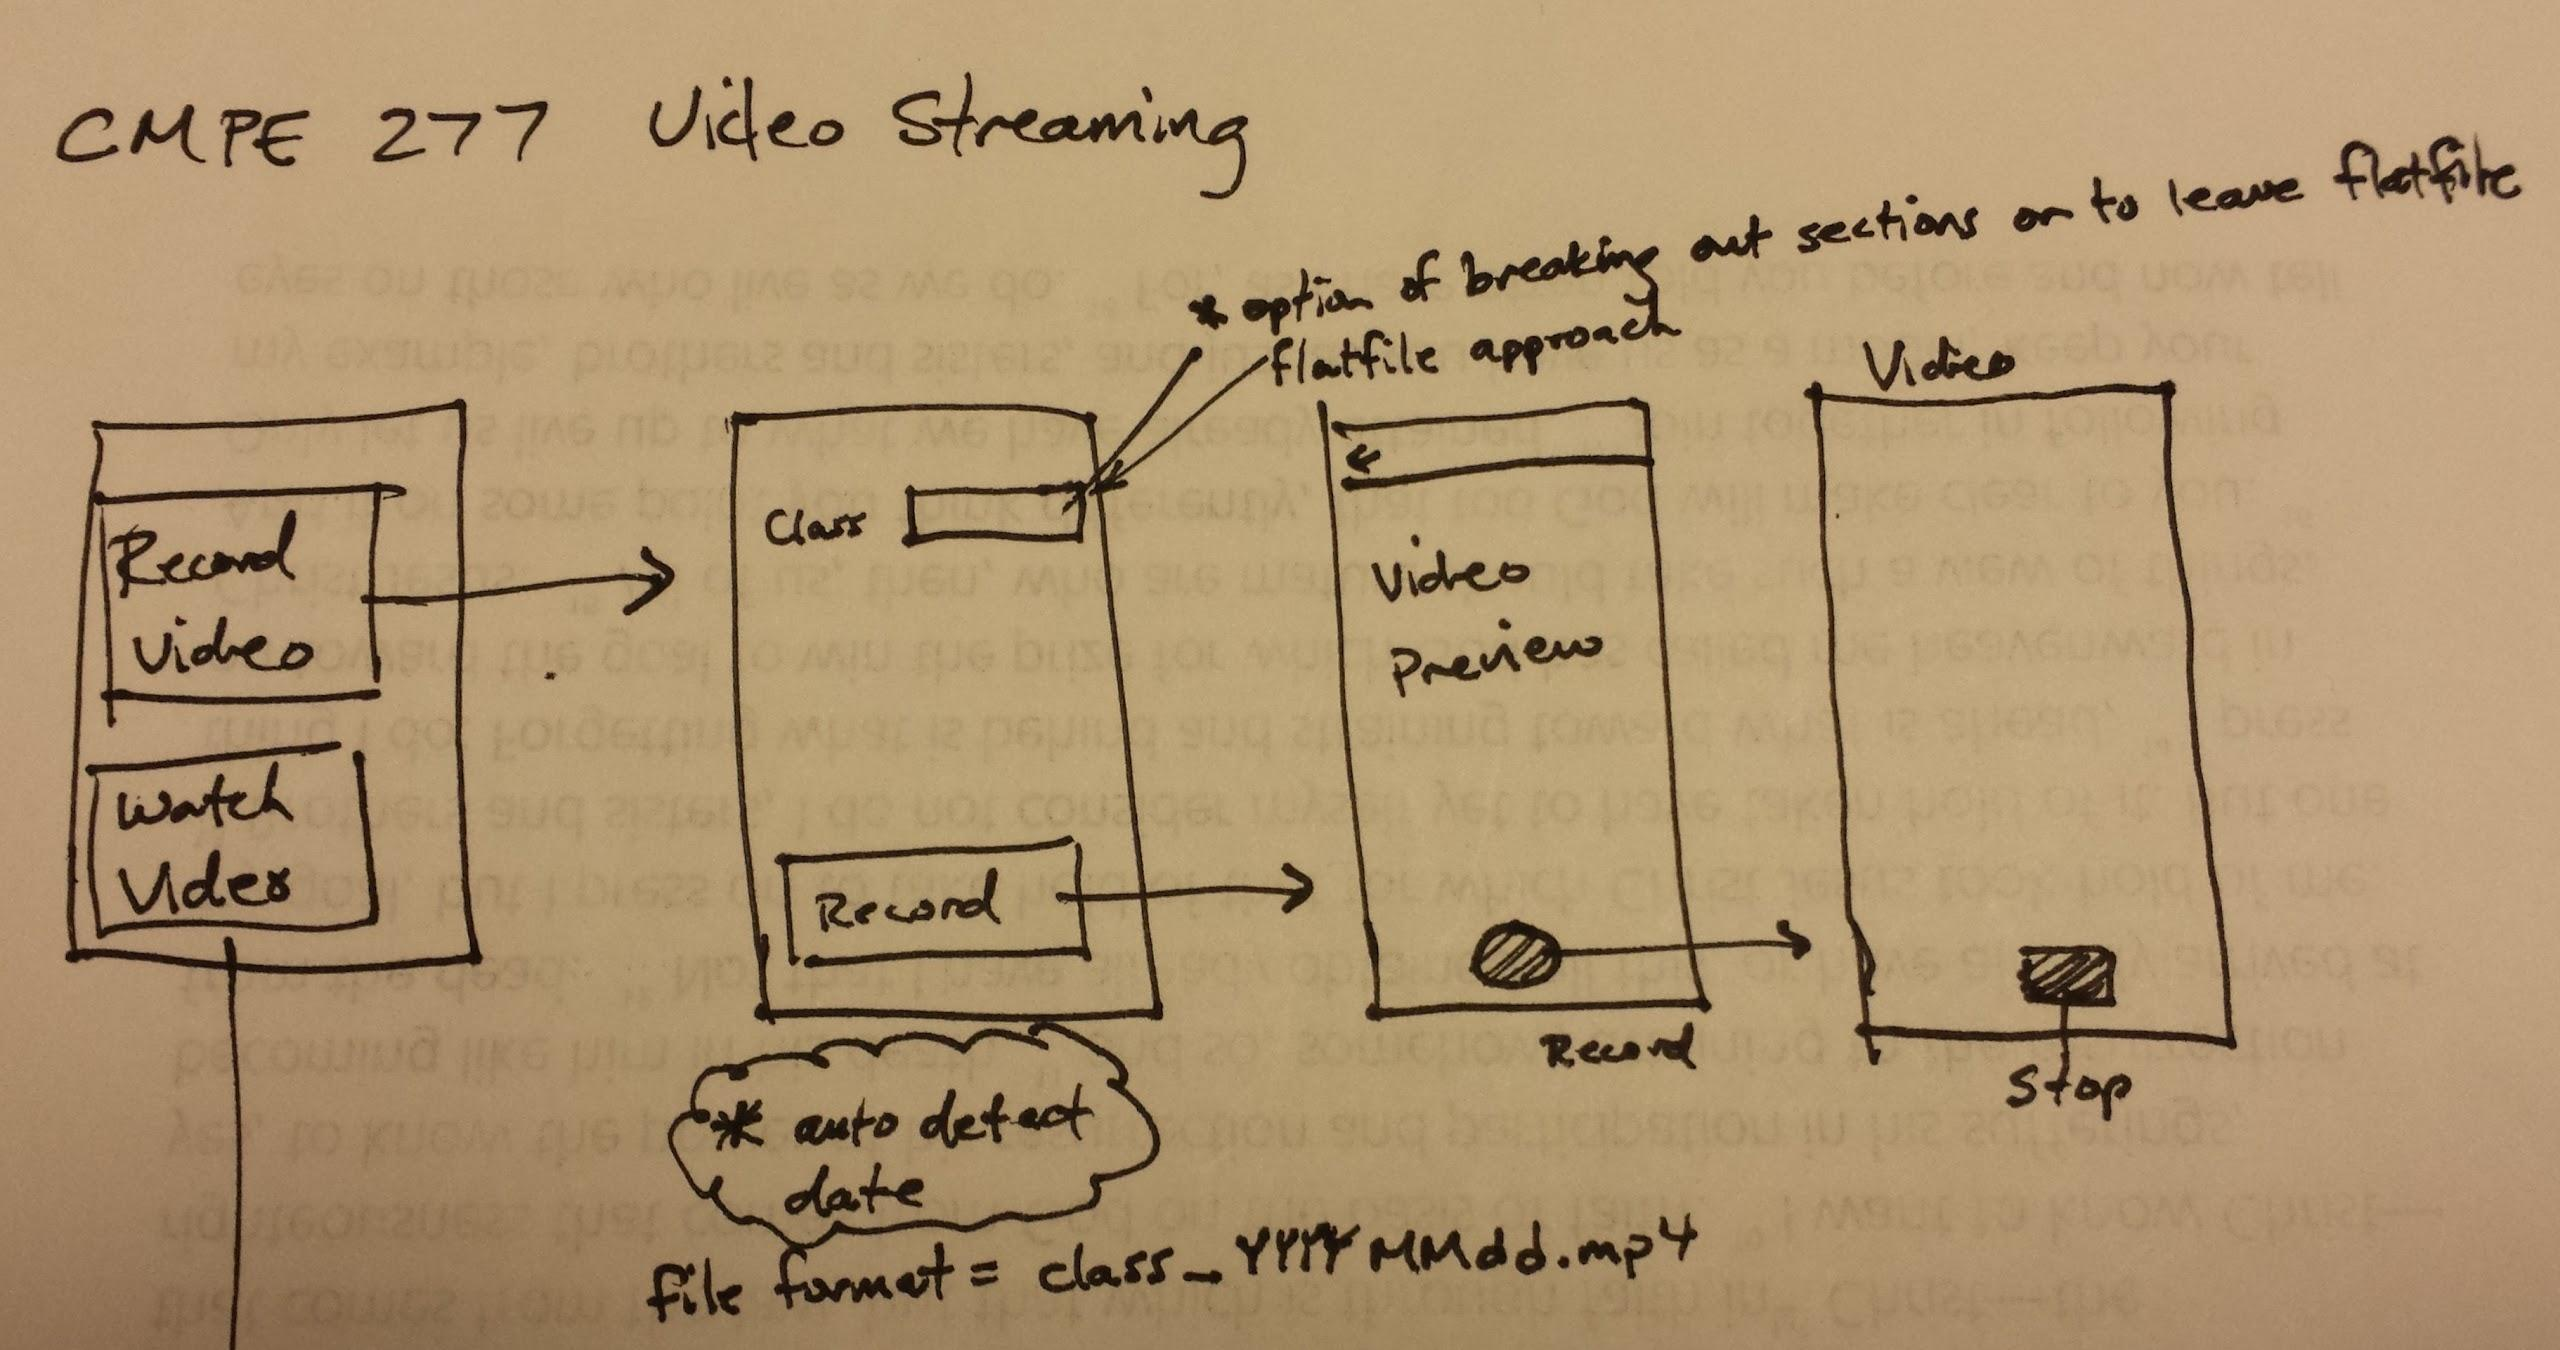 CMPE 277 Video Streaming
* option of breaking out sections or to leave flatfile
flatfile approach
Record
Video
Watch
Video
Class
Record
* auto detect
date
file format = class_YYYYMMdd.mp4
←
Video
Preview
Record
Video
Stop